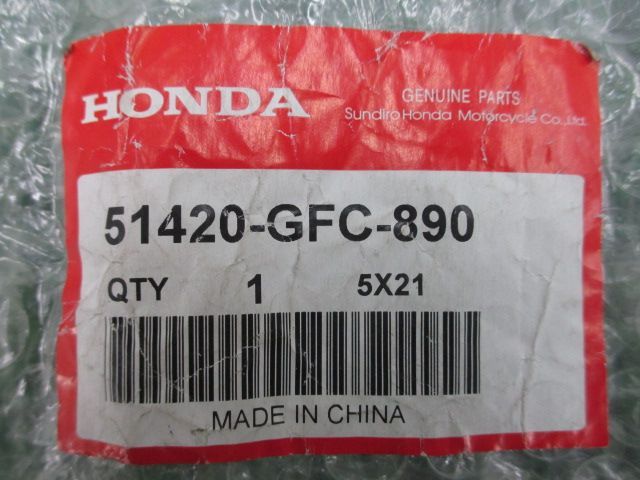 HONDA
GENUINE PARTS
Sundiro Honda Motorcycle Co.,Ltd.
51420-GFC-890
QTY 1 5X21
MADE IN CHINA